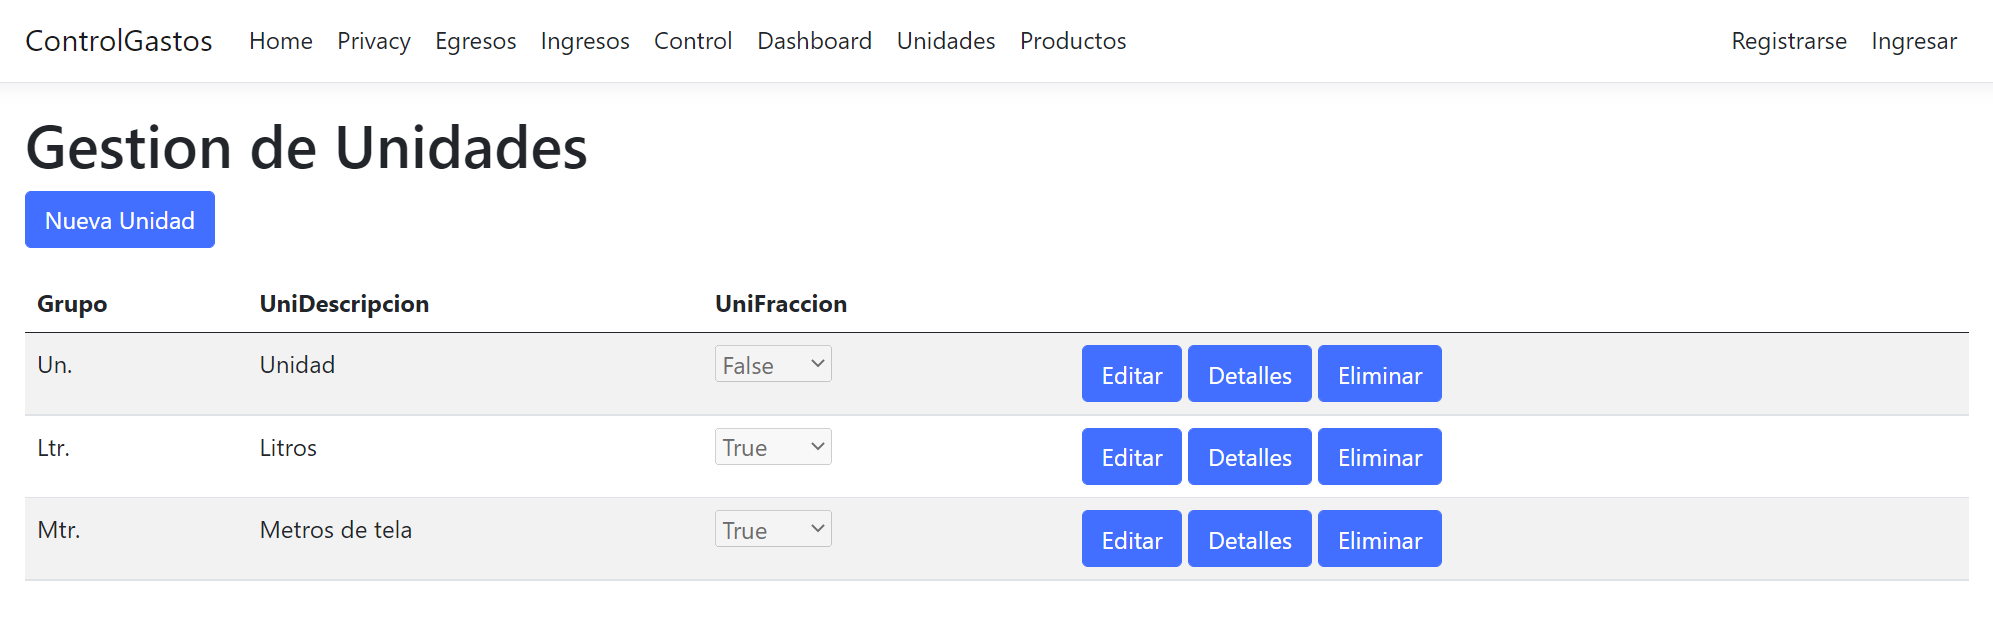 ControlGastos Home Privacy Egresos Ingresos Control Dashboard Unidades Productos Registrarse Ingresar
Gestion de Unidades
Nueva Unidad
Grupo UniDescripcion UniFraccion
Un. Unidad False Editar Detalles Eliminar
Ltr. Litros True Editar Detalles Eliminar
Mtr. Metros de tela True Editar Detalles Eliminar